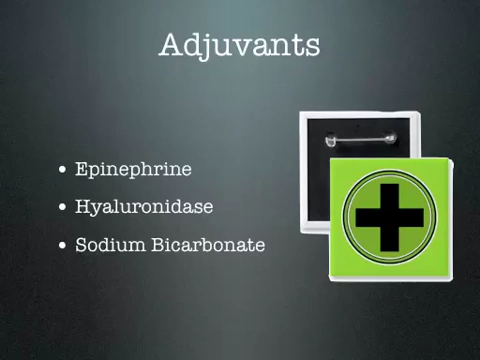 Adjuvants
• Epinephrine
• Hyaluronidase
• Sodium Bicarbonate